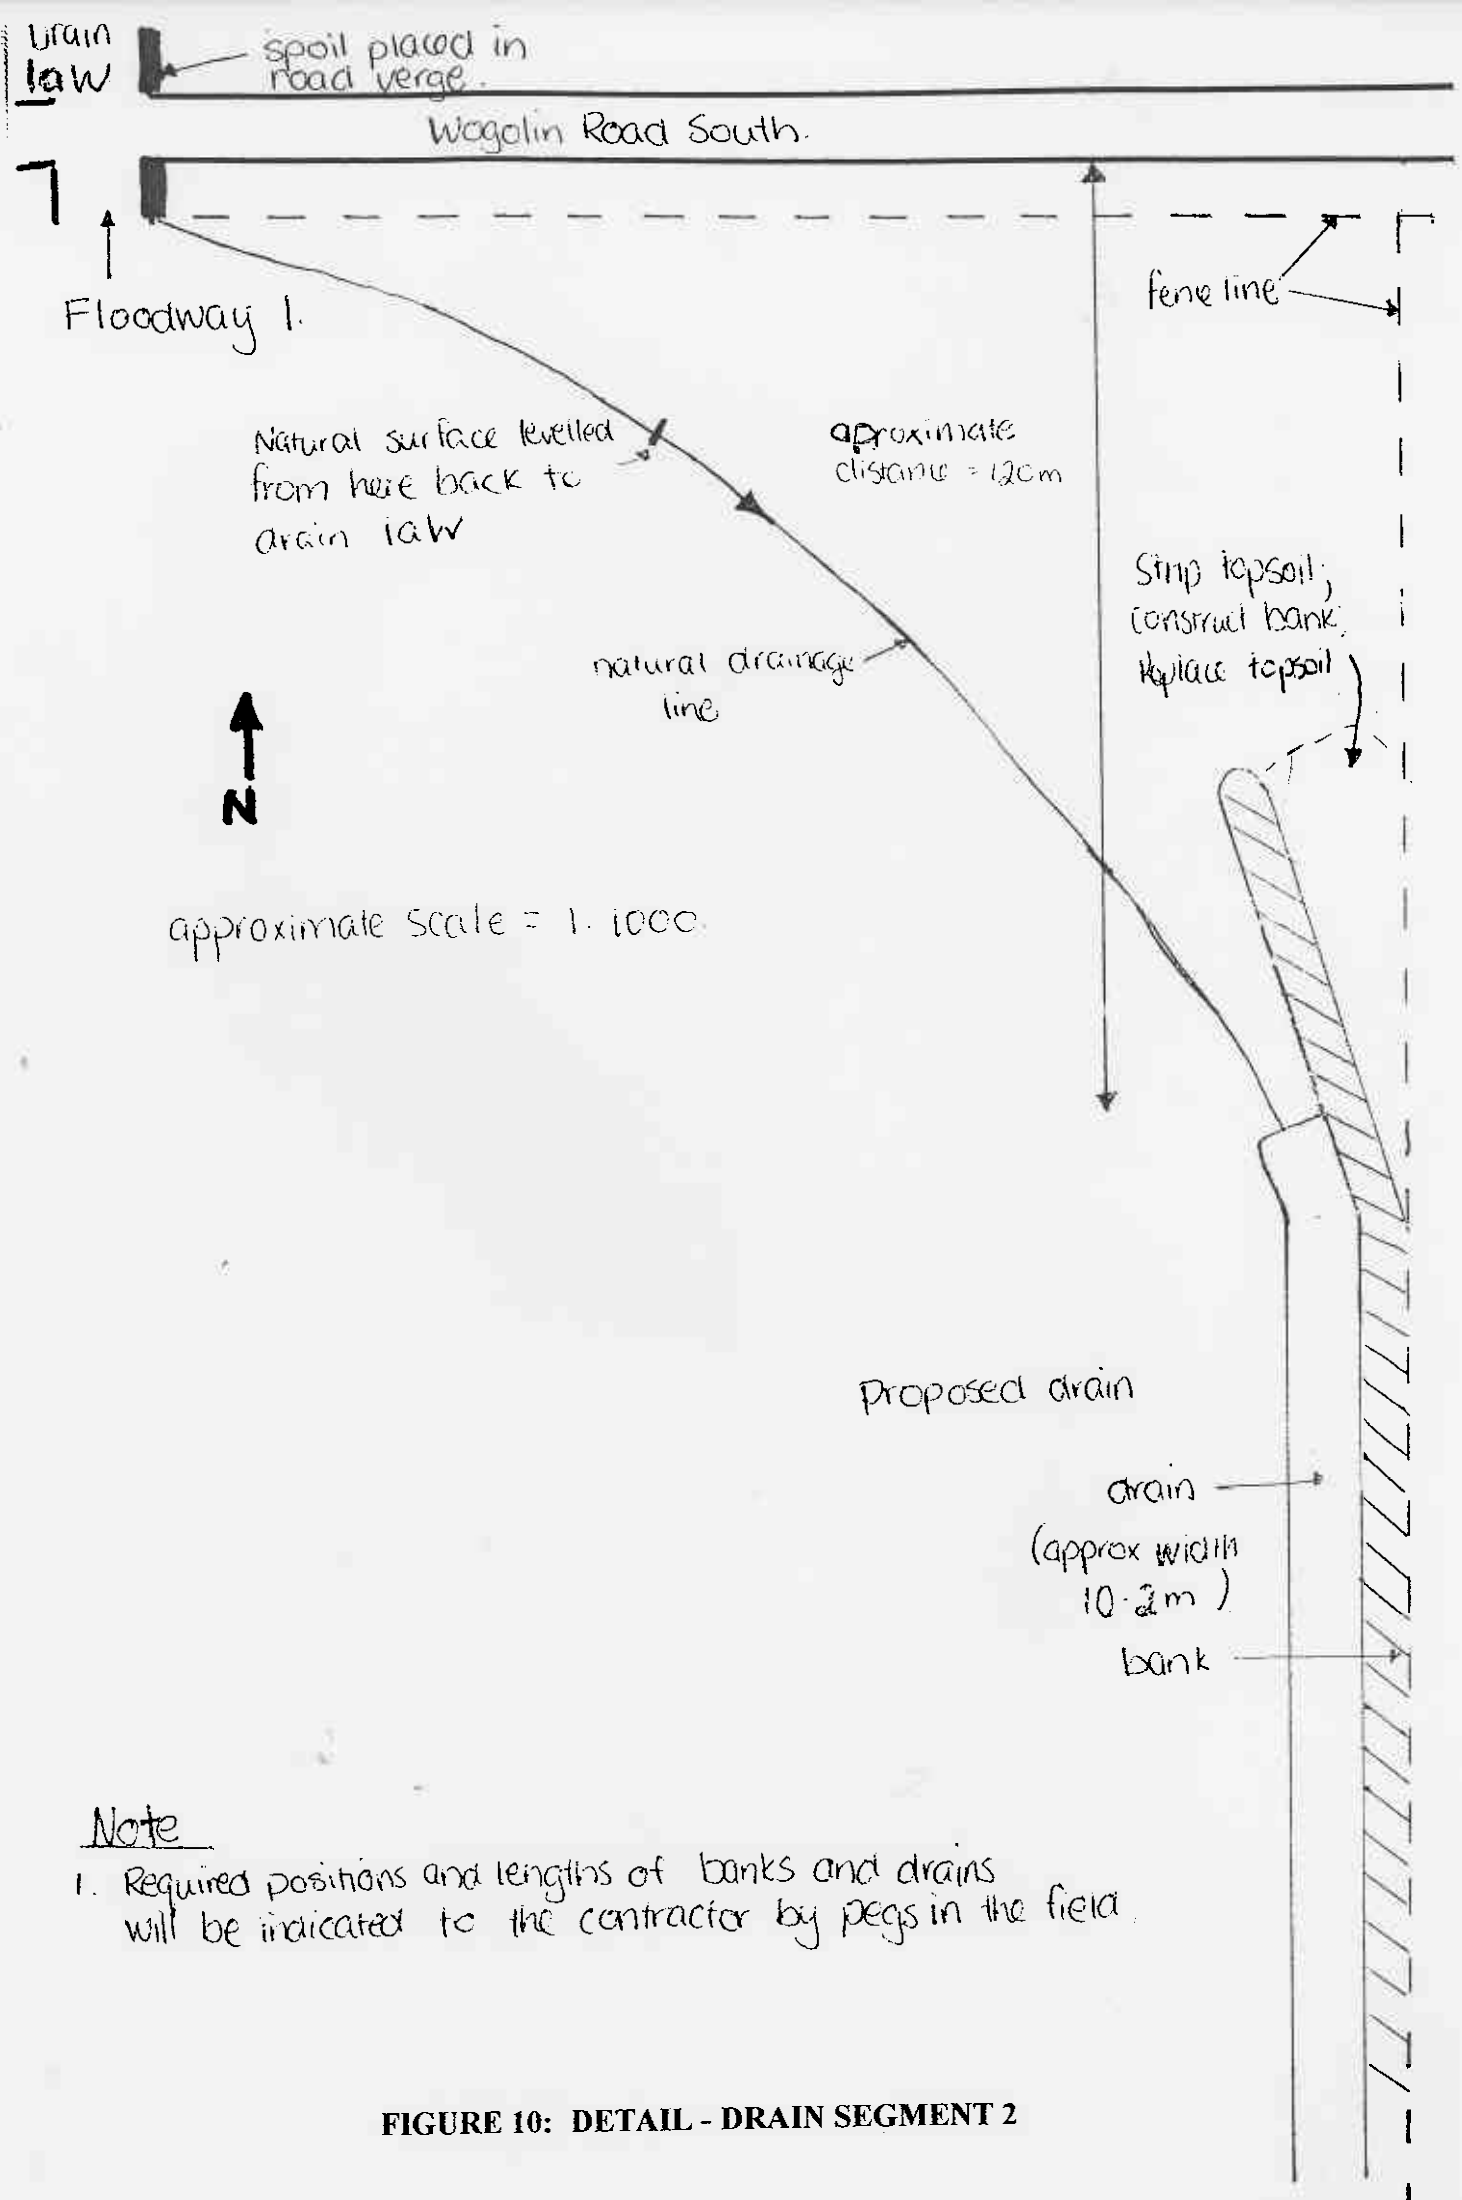 Drain
1aW
spoil placed in
road verge.
Wogolin Road South.
Floodway 1.
fence line
Natural surface levelled
from here back to
drain 1aW
aproximate
distance = 120m
Strip topsoil;
construct bank;
replace topsoil
natural drainage
line
N
approximate scale = 1:1000.
Proposed drain
drain
(approx width
10.2m)
bank
Note
1. Required positions and lengths of banks and drains
will be indicated to the contractor by pegs in the field.
FIGURE 10: DETAIL - DRAIN SEGMENT 2